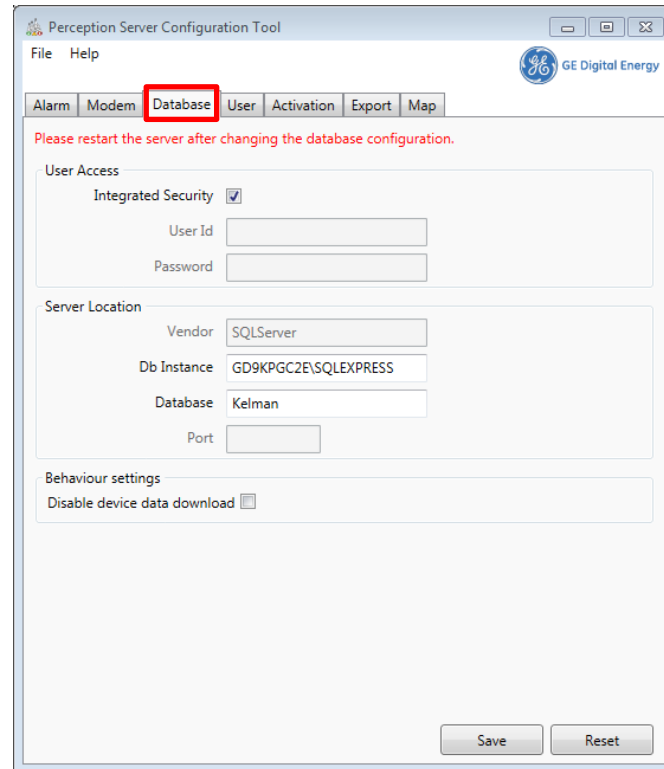 Perception Server Configuration Tool
File Help
GE Digital Energy
Alarm Modem Database User Activation Export Map
Please restart the server after changing the database configuration.
User Access
Integrated Security
User Id
Password
Server Location
Vendor SQLServer
Db Instance GD9KPGC2E\SQLEXPRESS
Database Kelman
Port
Behaviour settings
Disable device data download
Save Reset